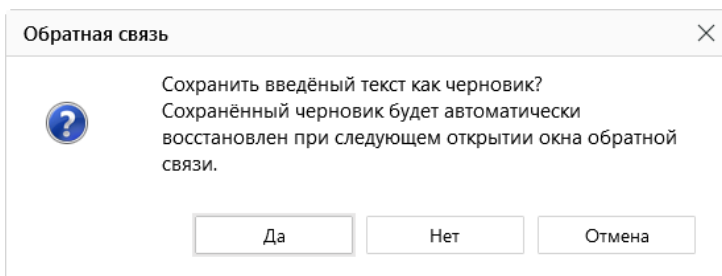 Обратная связь
Сохранить введёный текст как черновик?
Сохранённый черновик будет автоматически
восстановлен при следующем открытии окна обратной
связи.
Да Нет Отмена